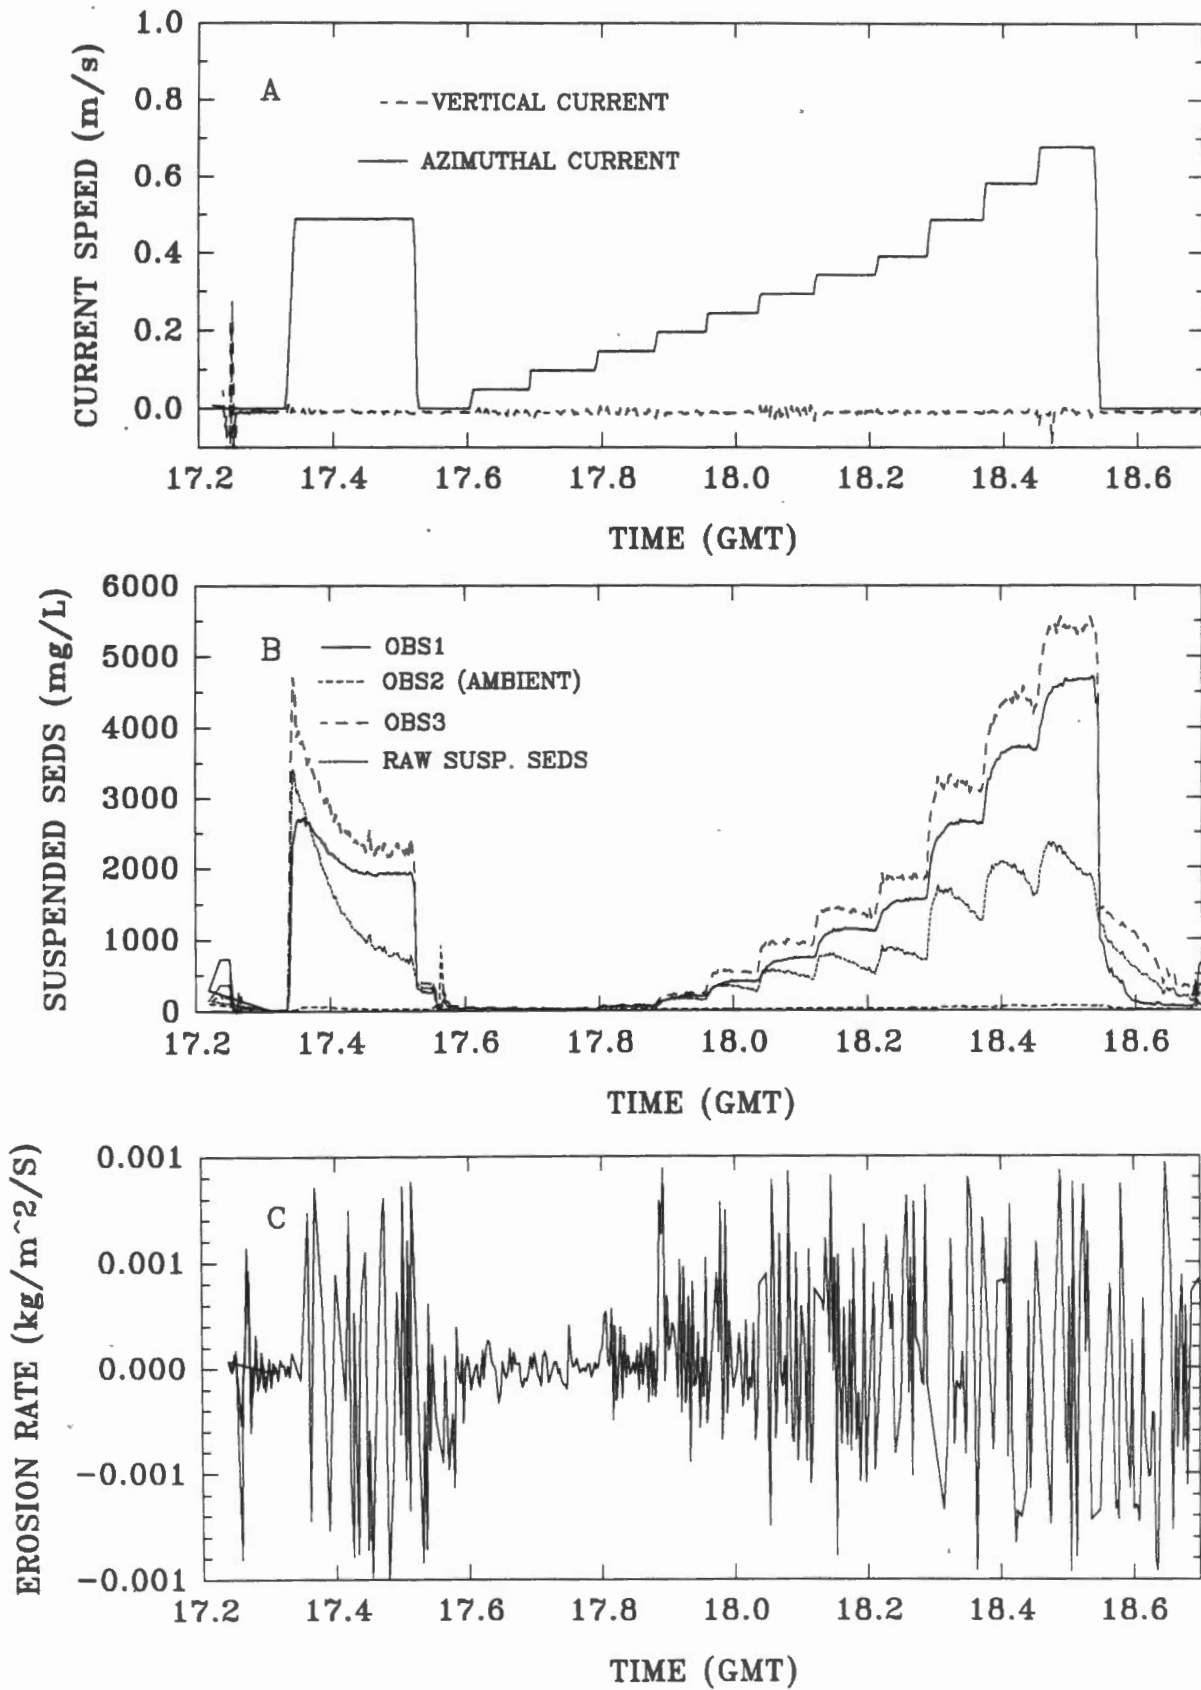 CURRENT SPEED (m/s)
1.0
0.8
0.6
0.4
0.2
0.0
A
VERTICAL CURRENT
AZIMUTHAL CURRENT
17.2 17.4 17.6 17.8 18.0 18.2 18.4 18.6
TIME (GMT)
SUSPENDED SEDS (mg/L)
6000
5000
4000
3000
2000
1000
0
B
OBS1
OBS2 (AMBIENT)
OBS3
RAW SUSP. SEDS
17.2 17.4 17.6 17.8 18.0 18.2 18.4 18.6
TIME (GMT)
EROSION RATE (kg/m^2/S)
0.001
0.001
0.000
-0.001
-0.001
C
17.2 17.4 17.6 17.8 18.0 18.2 18.4 18.6
TIME (GMT)